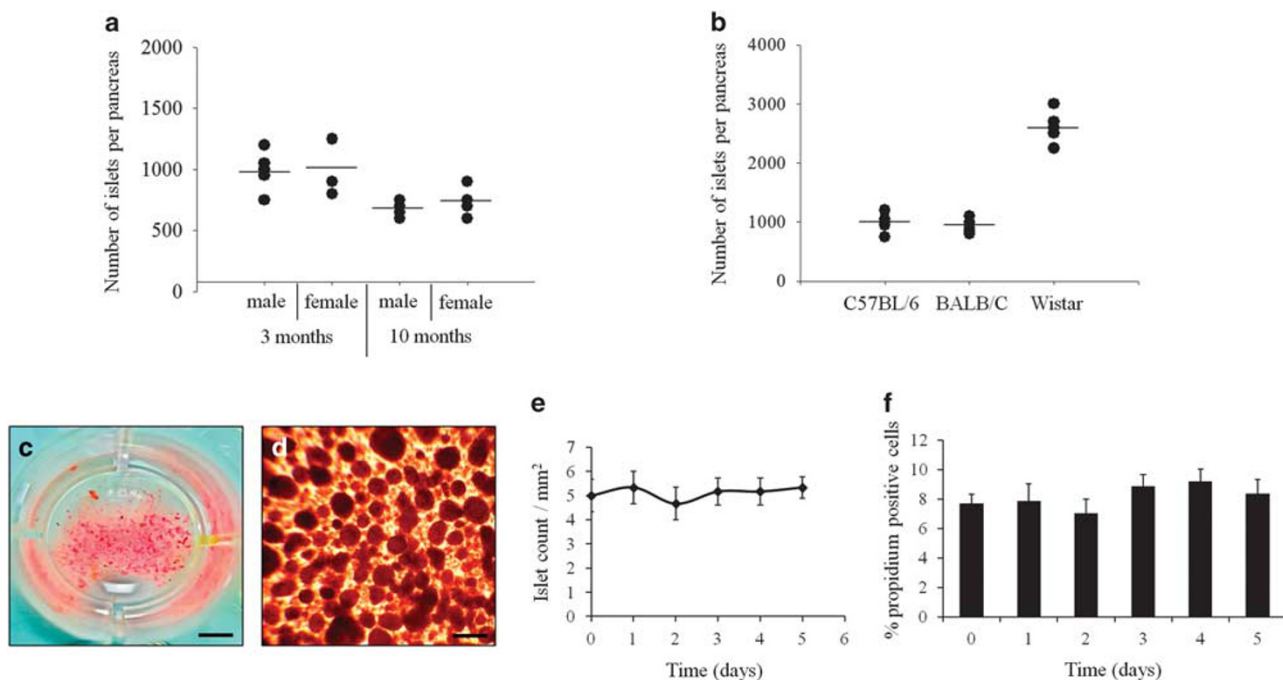 a
Number of islets per pancreas
2000
1500
1000
500
0
male female male female
3 months 10 months
b
Number of islets per pancreas
4000
3000
2000
1000
0
C57BL/6 BALB/C Wistar
c
d
e
Islet count / mm²
7
6
5
4
3
2
1
0
0 1 2 3 4 5 6
Time (days)
f
% propidium positive cells
12
10
8
6
4
2
0
0 1 2 3 4 5
Time (days)